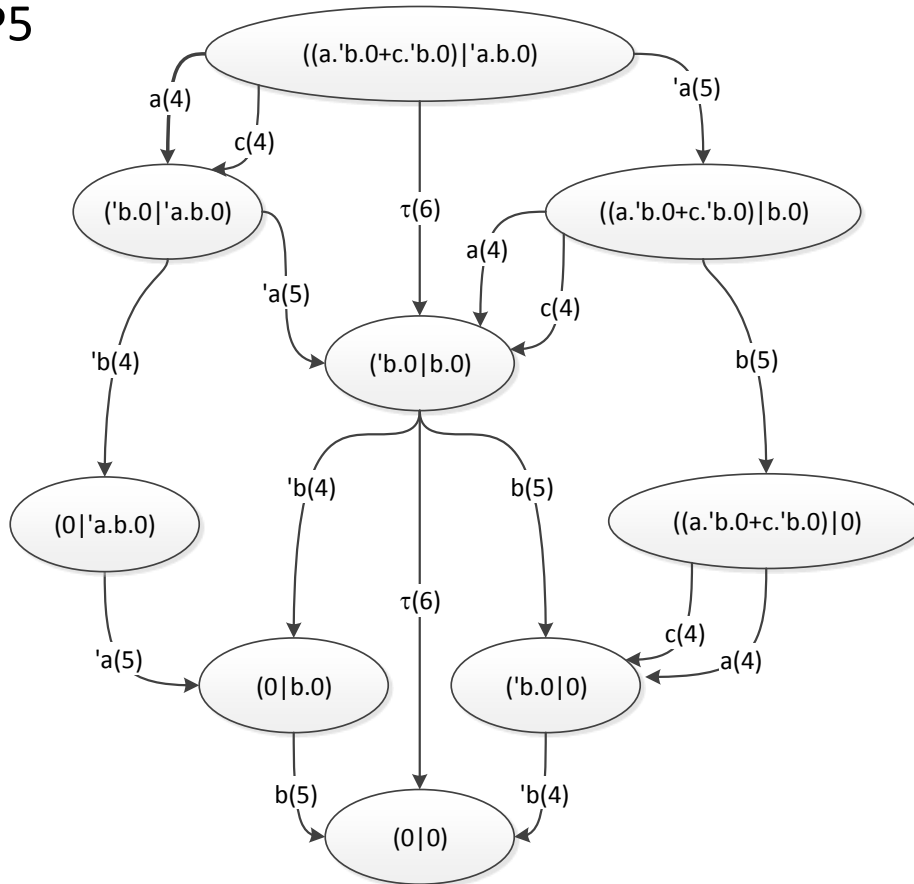 P5
((a.'b.0+c.'b.0)|'a.b.0)
a(4)
'a(5)
c(4)
('b.0|'a.b.0)
τ(6)
((a.'b.0+c.'b.0)|b.0)
a(4)
'a(5)
c(4)
('b.0|b.0)
'b(4)
b(5)
'b(4)
b(5)
(0|'a.b.0)
((a.'b.0+c.'b.0)|0)
τ(6)
c(4)
'a(5)
a(4)
(0|b.0)
('b.0|0)
b(5)
'b(4)
(0|0)